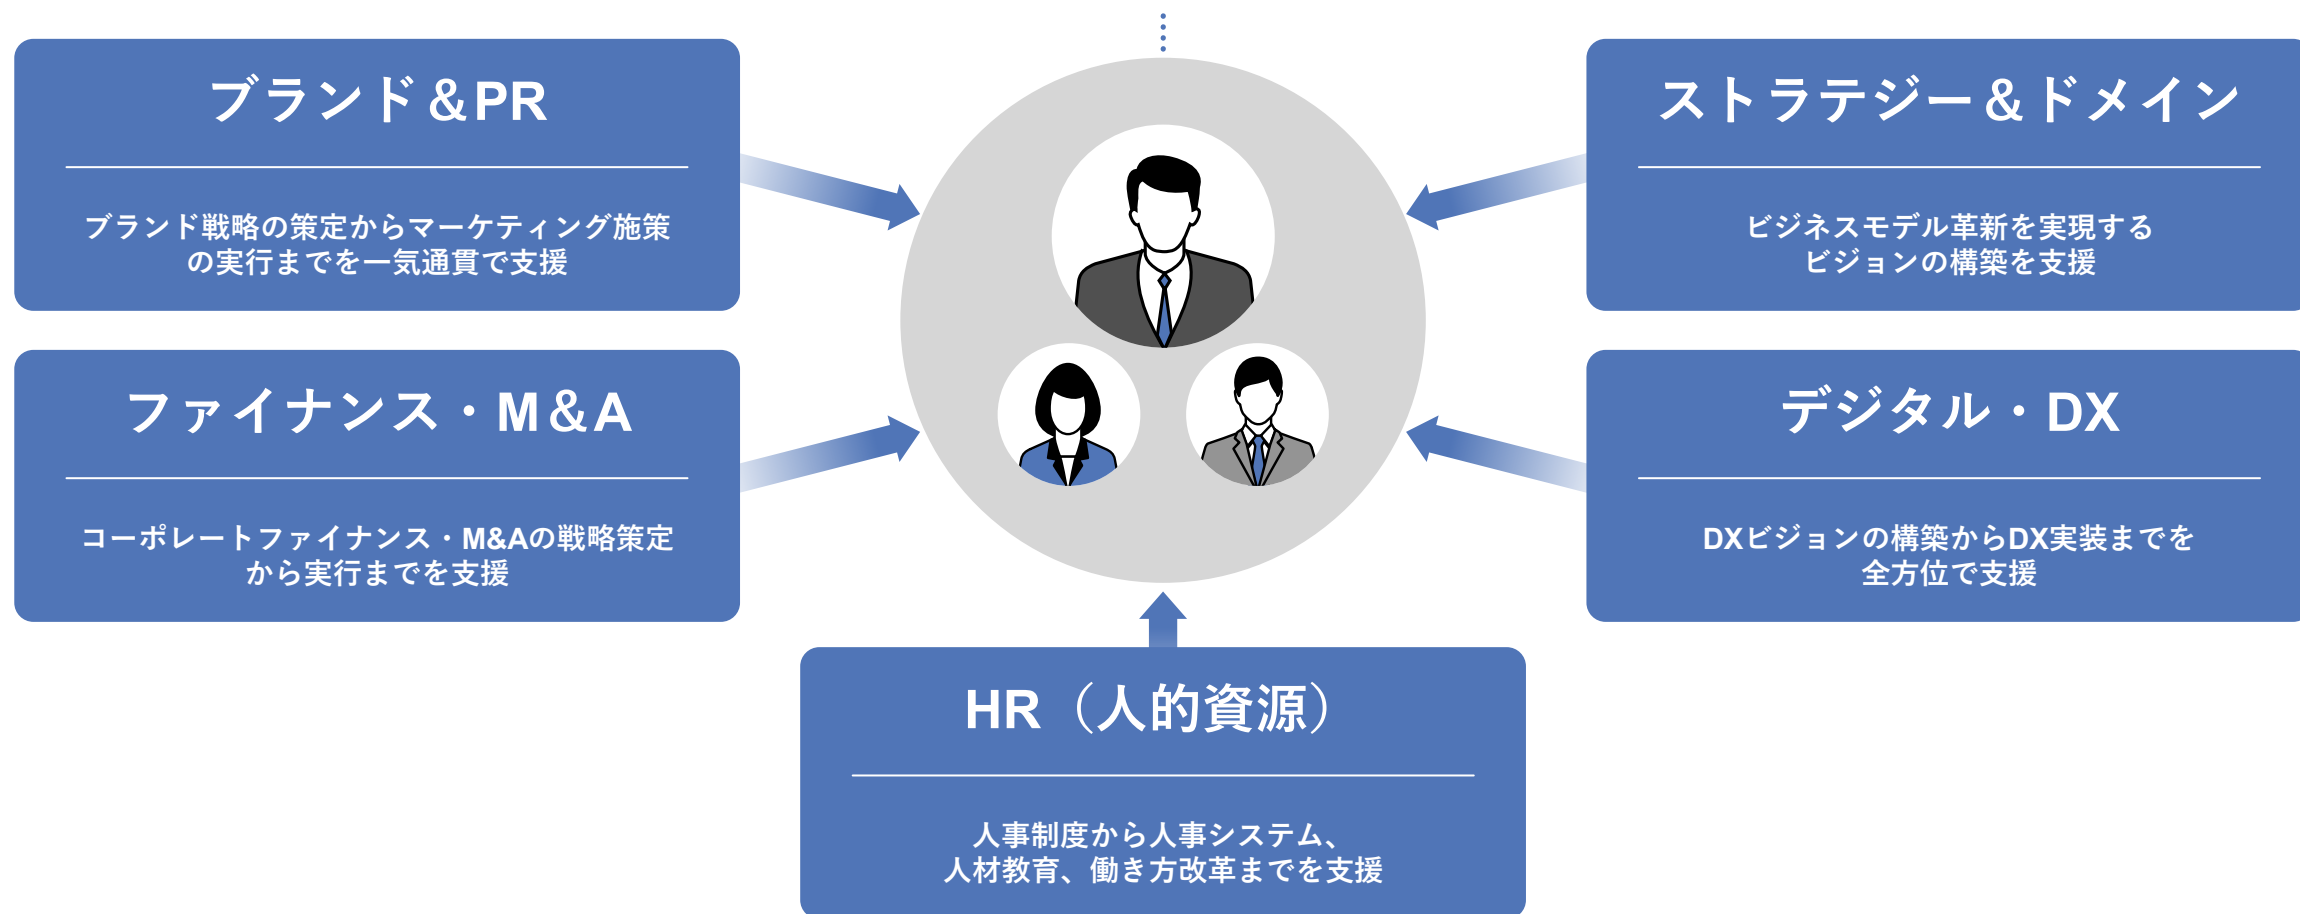 ブランド＆PR
ブランド戦略の策定からマーケティング施策
の実行までを一気通貫で支援
ストラテジー＆ドメイン
ビジネスモデル革新を実現する
ビジョンの構築を支援
ファイナンス・M＆A
コーポレートファイナンス・M&Aの戦略策定
から実行までを支援
デジタル・DX
DXビジョンの構築からDX実装までを
全方位で支援
HR（人的資源）
人事制度から人事システム、
人材教育、働き方改革までを支援